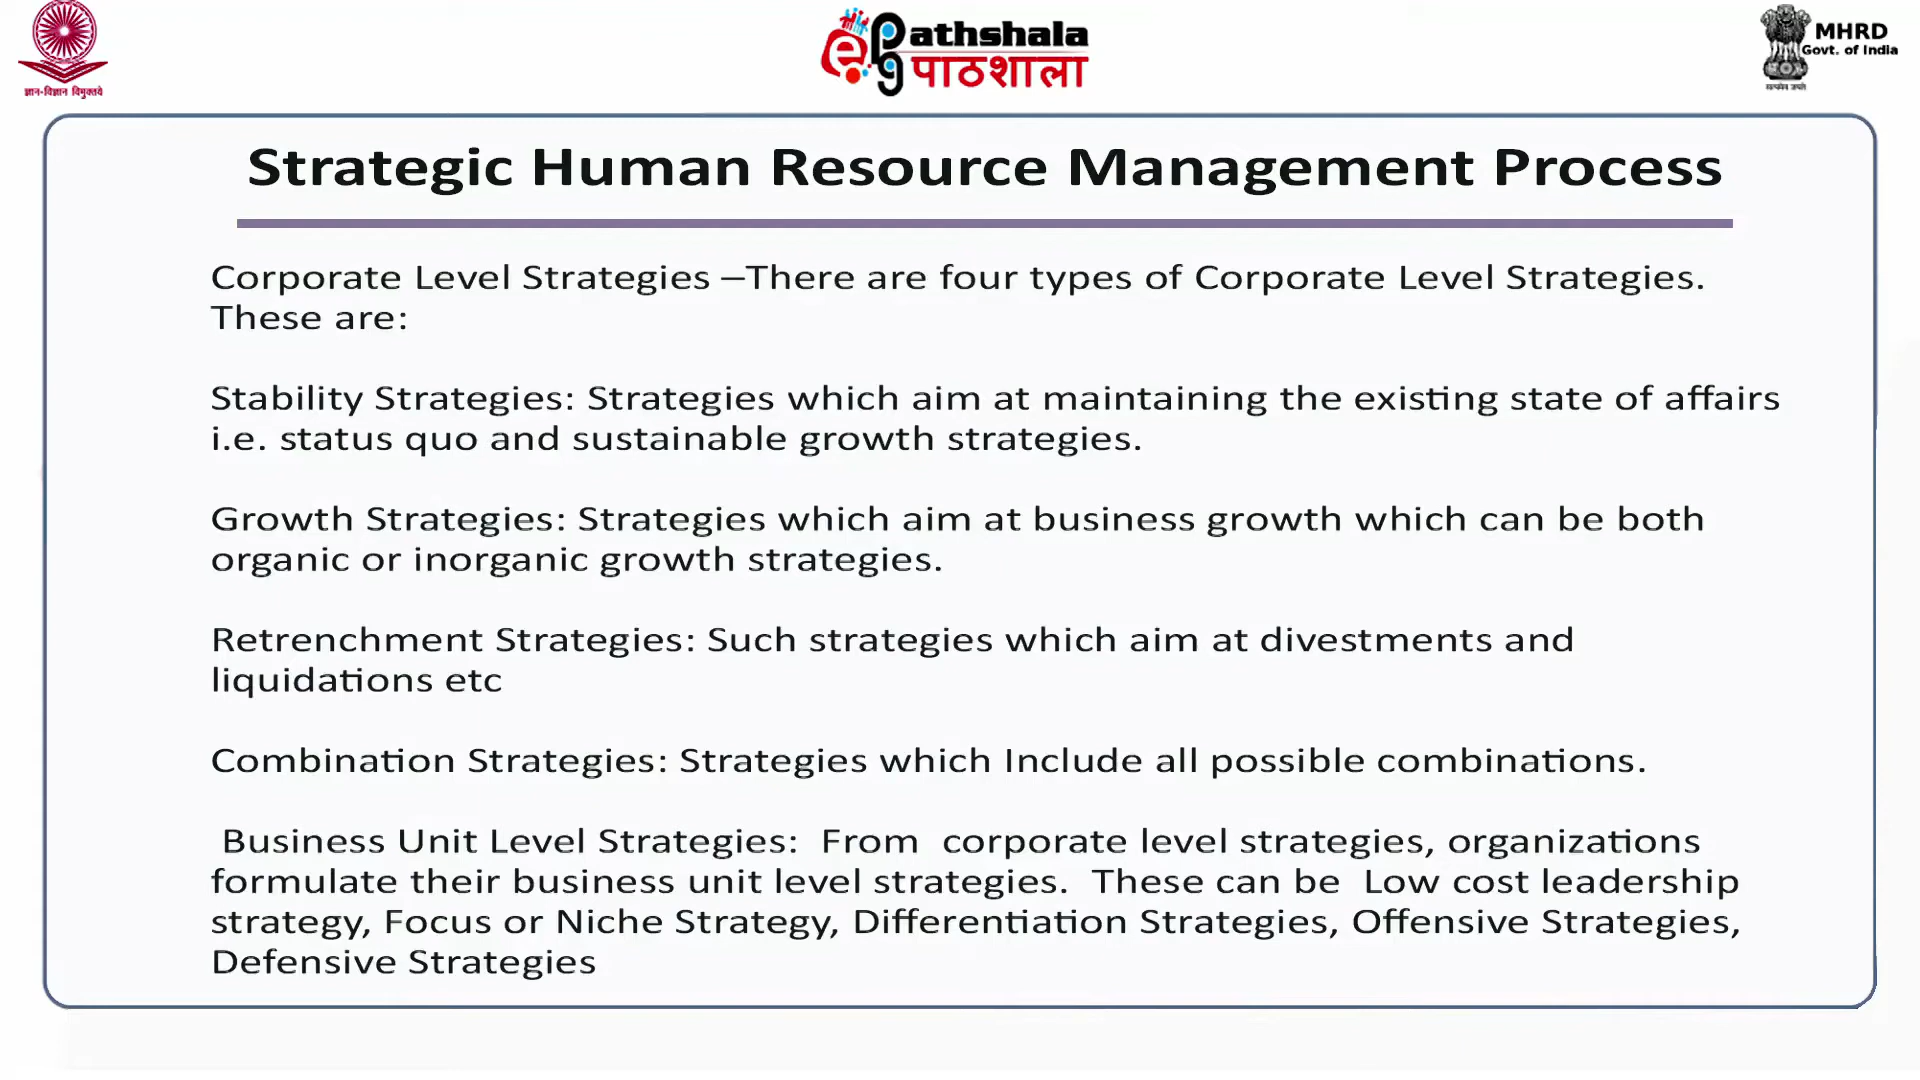 ज्ञान-विज्ञान विमुक्तये
ePathshala
पाठशाला
MHRD
Govt. of India
सत्यमेव जयते
Strategic Human Resource Management Process
Corporate Level Strategies –There are four types of Corporate Level Strategies.
These are:
Stability Strategies: Strategies which aim at maintaining the existing state of affairs
i.e. status quo and sustainable growth strategies.
Growth Strategies: Strategies which aim at business growth which can be both
organic or inorganic growth strategies.
Retrenchment Strategies: Such strategies which aim at divestments and
liquidations etc
Combination Strategies: Strategies which Include all possible combinations.
Business Unit Level Strategies:  From  corporate level strategies, organizations
formulate their business unit level strategies.  These can be  Low cost leadership
strategy, Focus or Niche Strategy, Differentiation Strategies, Offensive Strategies,
Defensive Strategies